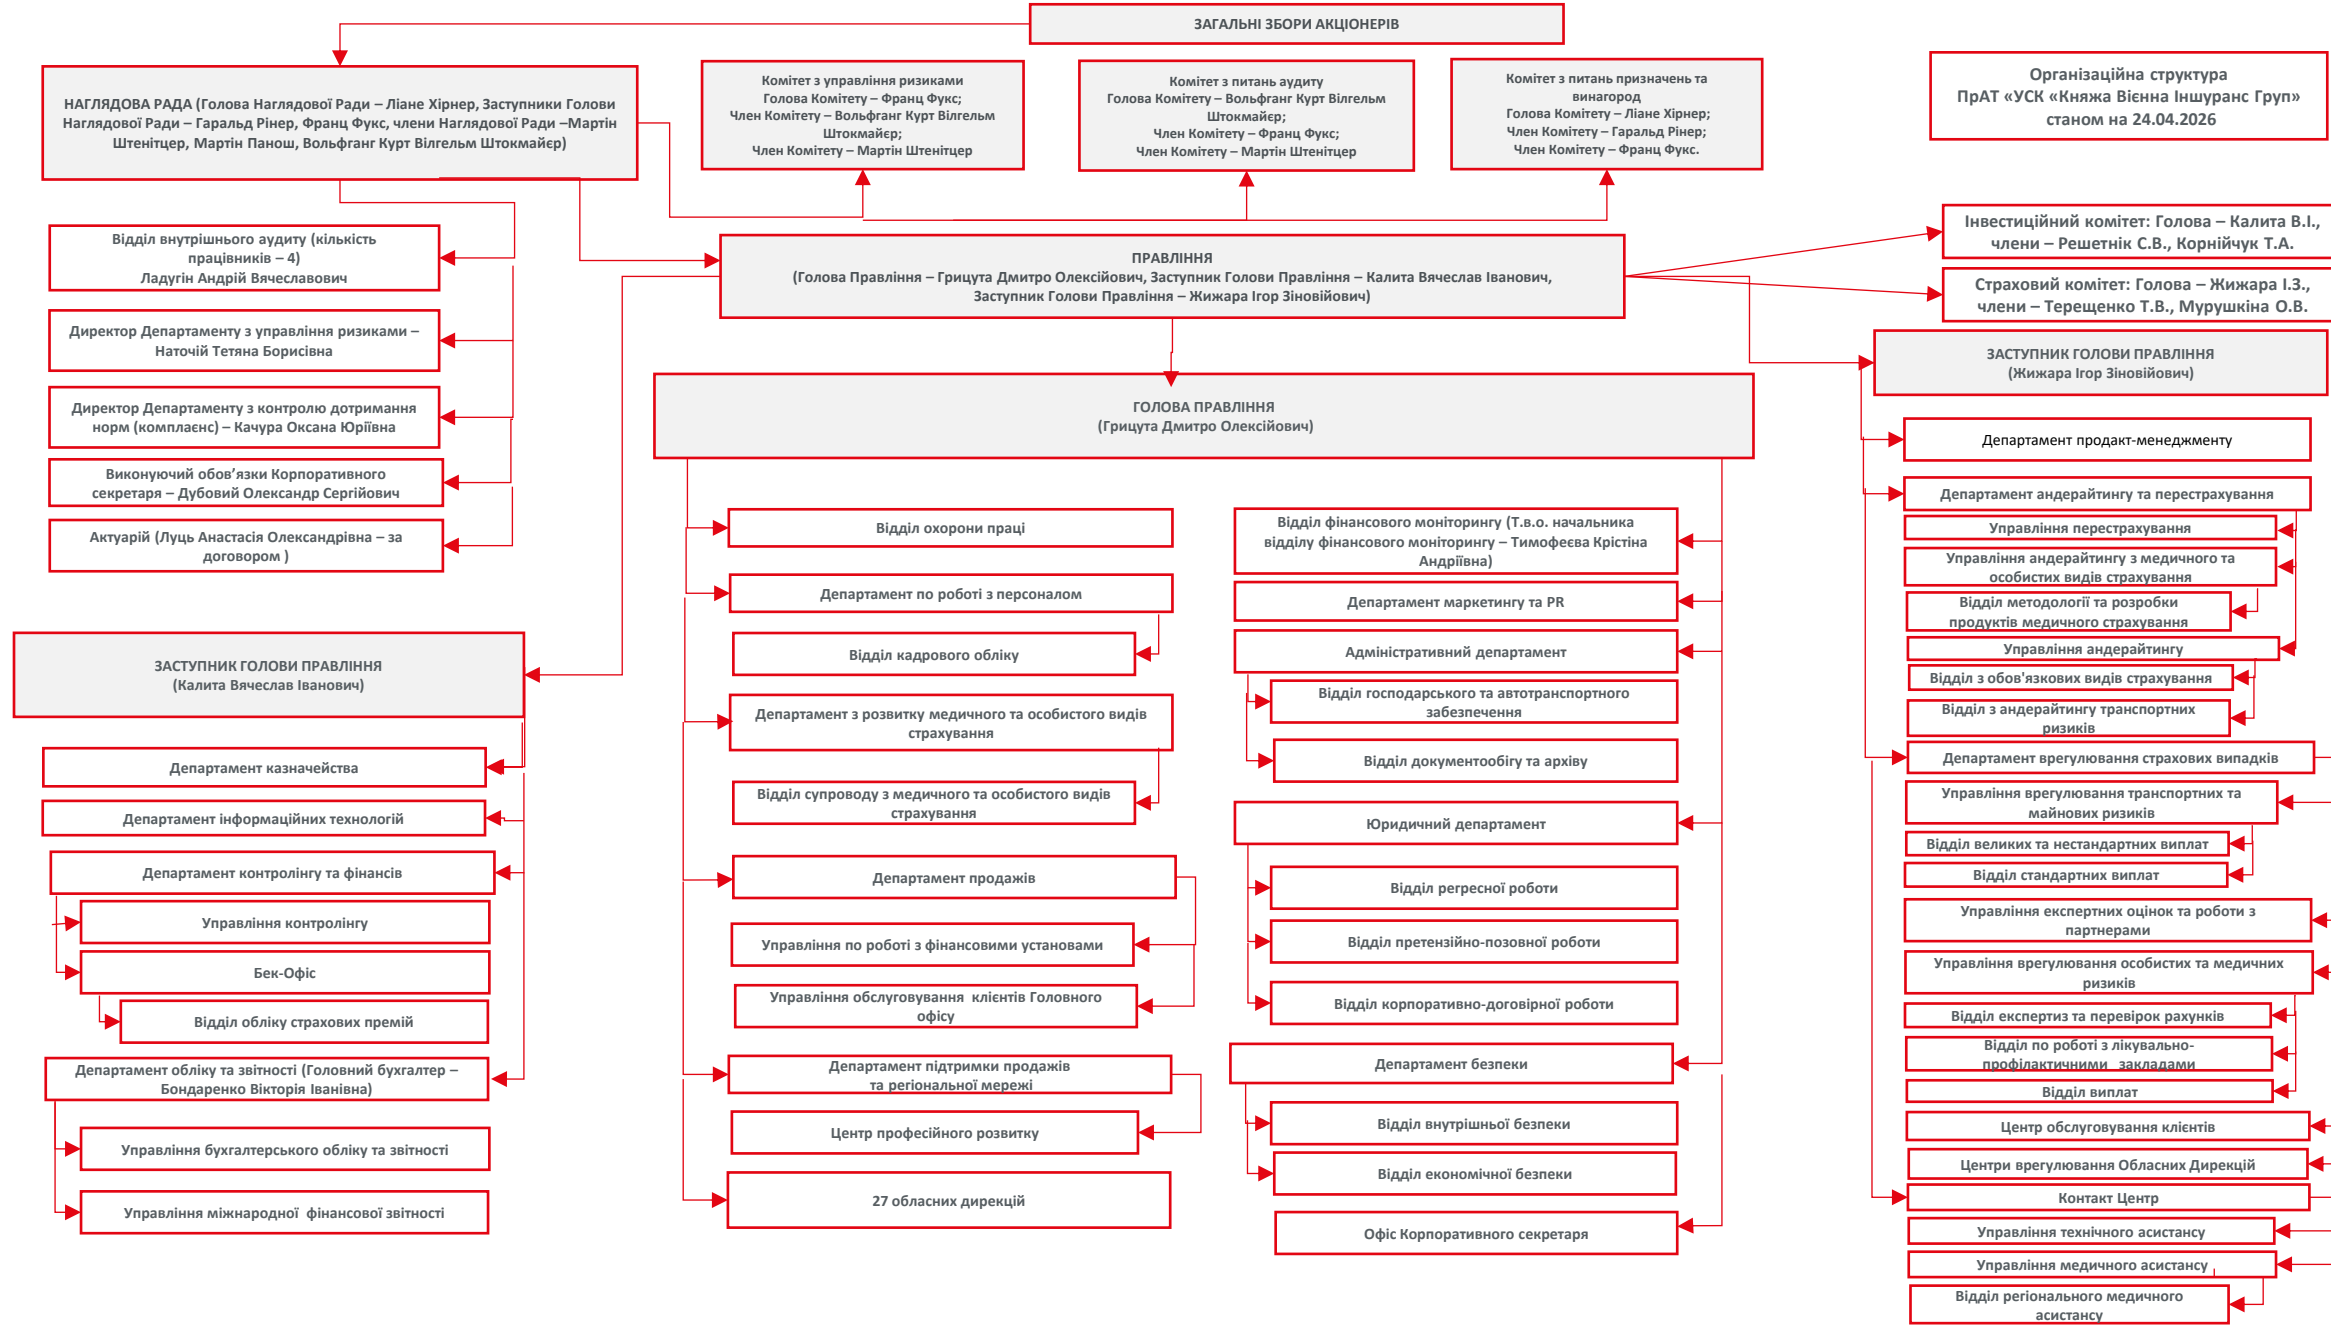 ЗАГАЛЬНІ ЗБОРИ АКЦІОНЕРІВ
НАГЛЯДОВА РАДА (Голова Наглядової Ради – Ліане Хірнер, Заступники Голови
Наглядової Ради – Гаральд Рінер, Франц Фукс, члени Наглядової Ради –Мартін
Штенітцер, Мартін Панош, Вольфганг Курт Вілгельм Штокмайєр)
Комітет з управління ризиками
Голова Комітету – Франц Фукс;
Член Комітету – Вольфганг Курт Вілгельм
Штокмайєр;
Член Комітету – Мартін Штенітцер
Комітет з питань аудиту
Голова Комітету – Вольфганг Курт Вілгельм
Штокмайєр;
Член Комітету – Франц Фукс;
Член Комітету – Мартін Штенітцер
Комітет з питань призначень та
винагород
Голова Комітету – Ліане Хірнер;
Член Комітету – Гаральд Рінер;
Член Комітету – Франц Фукс.
Організаційна структура
ПрАТ «УСК «Княжа Вієнна Іншуранс Груп»
станом на 24.04.2026
Відділ внутрішнього аудиту (кількість
працівників – 4)
Ладугін Андрій Вячеславович
Директор Департаменту з управління ризиками –
Наточій Тетяна Борисівна
Директор Департаменту з контролю дотримання
норм (комплаєнс) – Качура Оксана Юріївна
Виконуючий обов’язки Корпоративного
секретаря – Дубовий Олександр Сергійович
Актуарій (Луць Анастасія Олександрівна – за
договором )
ПРАВЛІННЯ
(Голова Правління – Грицута Дмитро Олексійович, Заступник Голови Правління – Калита Вячеслав Іванович,
Заступник Голови Правління – Жижара Ігор Зіновійович)
Інвестиційний комітет: Голова – Калита В.І.,
члени – Решетнік С.В., Корнійчук Т.А.
Страховий комітет: Голова – Жижара І.З.,
члени – Терещенко Т.В., Мурушкіна О.В.
ЗАСТУПНИК ГОЛОВИ ПРАВЛІННЯ
(Калита Вячеслав Іванович)
Департамент казначейства
Департамент інформаційних технологій
Департамент контролінгу та фінансів
Управління контролінгу
Бек-Офіс
Відділ обліку страхових премій
Департамент обліку та звітності (Головний бухгалтер –
Бондаренко Вікторія Іванівна)
Управління бухгалтерського обліку та звітності
Управління міжнародної фінансової звітності
ГОЛОВА ПРАВЛІННЯ
(Грицута Дмитро Олексійович)
Відділ охорони праці
Департамент по роботі з персоналом
Відділ кадрового обліку
Департамент з розвитку медичного та особистого видів
страхування
Відділ супроводу з медичного та особистого видів
страхування
Департамент продажів
Управління по роботі з фінансовими установами
Управління обслуговування клієнтів Головного
офісу
Департамент підтримки продажів
та регіональної мережі
Центр професійного розвитку
27 обласних дирекцій
Відділ фінансового моніторингу (Т.в.о. начальника
відділу фінансового моніторингу – Тимофеєва Крістіна
Андріївна)
Департамент маркетингу та PR
Адміністративний департамент
Відділ господарського та автотранспортного
забезпечення
Відділ документообігу та архіву
Юридичний департамент
Відділ регресної роботи
Відділ претензійно-позовної роботи
Відділ корпоративно-договірної роботи
Департамент безпеки
Відділ внутрішньої безпеки
Відділ економічної безпеки
Офіс Корпоративного секретаря
ЗАСТУПНИК ГОЛОВИ ПРАВЛІННЯ
(Жижара Ігор Зіновійович)
Департамент продакт-менеджменту
Департамент андерайтингу та перестрахування
Управління перестрахування
Управління андерайтингу з медичного та
особистих видів страхування
Відділ методології та розробки
продуктів медичного страхування
Управління андерайтингу
Відділ з обов'язкових видів страхування
Відділ з андерайтингу транспортних
ризиків
Департамент врегулювання страхових випадків
Управління врегулювання транспортних та
майнових ризиків
Відділ великих та нестандартних виплат
Відділ стандартних виплат
Управління експертних оцінок та роботи з
партнерами
Управління врегулювання особистих та медичних
ризиків
Відділ експертиз та перевірок рахунків
Відділ по роботі з лікувально-
профілактичними закладами
Відділ виплат
Центр обслуговування клієнтів
Центри врегулювання Обласних Дирекцій
Контакт Центр
Управління технічного асистансу
Управління медичного асистансу
Відділ регіонального медичного
асистансу